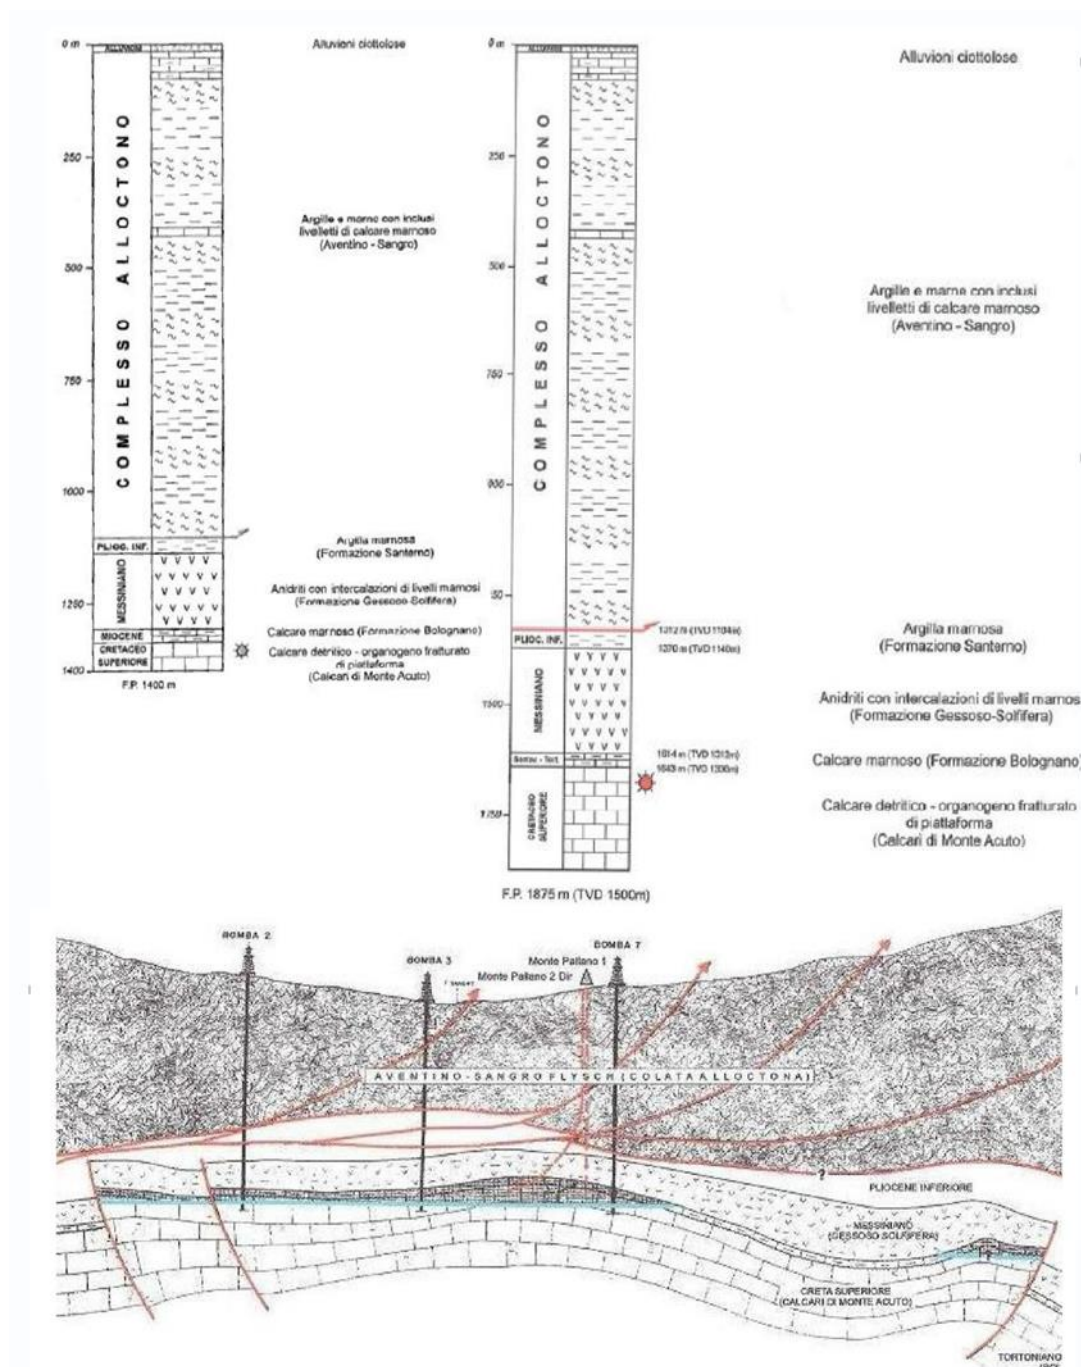 0 m
ALLUVIONI
Alluvioni ciottolose
250
COMPLESSO ALLOCTONO
Argille e marne con inclusi
livelletti di calcare marnoso
(Aventino - Sangro)
500
750
1000
PLIOC. INF.
Argilla marnosa
(Formazione Santerno)
MESSINIANO
Anidriti con intercalazioni di livelli marnosi
(Formazione Gessoso-Solfifera)
1250
MIOCENE
Calcare marnoso (Formazione Bolognano)
CRETACEO
SUPERIORE
Calcare detritico - organogeno fratturato
di piattaforma
(Calcari di Monte Acuto)
1400
F.P. 1400 m
0 m
Alluvioni ciottolose
250
COMPLESSO ALLOCTONO
500
Argille e marne con inclusi
livelletti di calcare marnoso
(Aventino - Sangro)
750
50
(TVD 1104m)
PLIOC. INF.
1370 m (TVD 1140m)
Argilla marnosa
(Formazione Santerno)
MESSINIANO
1500
Anidriti con intercalazioni di livelli marnos
(Formazione Gessoso-Solfifera)
1614 m (TVD 1312m)
Calcare marnoso (Formazione Bolognano)
CRETACEO
SUPERIORE
Calcare detritico - organogeno fratturato
di piattaforma
(Calcari di Monte Acuto)
F.P. 1875 m (TVD 1500m)
BOMBA 2
BOMBA 3
BOMBA 7
Monte Pallano 1
Monte Pallano 2 Dir
AVENTINO-SANGRO FLYSCH (COLATA ALLOCTONA)
?
PLIOCENE INFERIORE
MESSINIANO
(GESSOSO SOLFIFERA)
CRETA SUPERIORE
(CALCARI DI MONTE ACUTO)
TORTONIANO